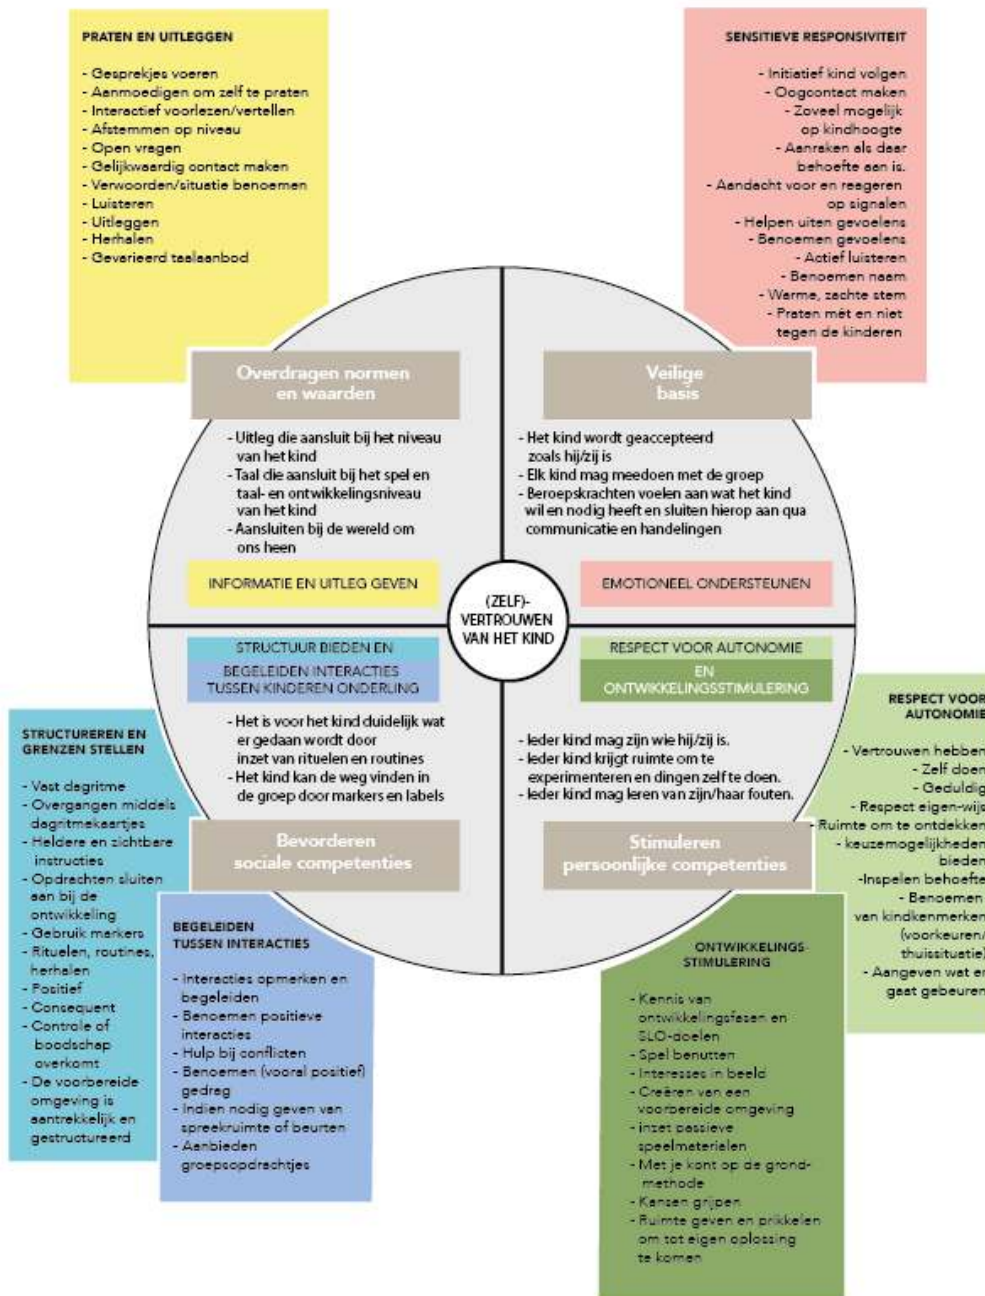 PRATEN EN UITLEGGEN
- Gesprekjes voeren
- Aanmoedigen om zelf te praten
- Interactief voorlezen/vertellen
- Afstemmen op niveau
- Open vragen
- Gelijkwaardig contact maken
- Verwoorden/situatie benoemen
- Luisteren
- Uitleggen
- Herhalen
- Gevarieerd taalaanbod
SENSITIEVE RESPONSIVITEIT
- Initiatief kind volgen
- Oogcontact maken
- Zoveel mogelijk
op kindhoogte
- Aanraken als daar
behoefte aan is.
- Aandacht voor en reageren
op signalen
- Helpen uiten gevoelens
- Benoemen gevoelens
- Actief luisteren
- Benoemen naam
- Warme, zachte stem
- Praten mét en niet
tegen de kinderen
Overdragen normen
en waarden
- Uitleg die aansluit bij het niveau
van het kind
- Taal die aansluit bij het spel en
taal- en ontwikkelingsniveau
van het kind
- Aansluiten bij de wereld om
ons heen
INFORMATIE EN UITLEG GEVEN
Veilige
basis
- Het kind wordt geaccepteerd
zoals hij/zij is
- Elk kind mag meedoen met de groep
- Beroepskrachten voelen aan wat het kind
wil en nodig heeft en sluiten hierop aan qua
communicatie en handelingen
EMOTIONEEL ONDERSTEUNEN
(ZELF)-
VERTROUWEN
VAN HET KIND
STRUCTUUR BIEDEN EN
BEGELEIDEN INTERACTIES
TUSSEN KINDEREN ONDERLING
- Het is voor het kind duidelijk wat
er gedaan wordt door
inzet van rituelen en routines
- Het kind kan de weg vinden in
de groep door markers en labels
Bevorderen
sociale competenties
RESPECT VOOR AUTONOMIE
EN
ONTWIKKELINGSSTIMULERING
- Ieder kind mag zijn wie hij/zij is.
- Ieder kind krijgt ruimte om te
experimenteren en dingen zelf te doen.
- Ieder kind mag leren van zijn/haar fouten.
Stimuleren
persoonlijke competenties
STRUCTUREREN EN
GRENZEN STELLEN
- Vast dagritme
- Overgangen middels
dagritmekaartjes
- Heldere en zichtbare
instructies
- Opdrachten sluiten
aan bij de
ontwikkeling
- Gebruik markers
- Rituelen, routines,
herhalen
- Positief
- Consequent
- Controle of
boodschap
overkomt
- De voorbereide
omgeving is
aantrekkelijk en
gestructureerd
BEGELEIDEN
TUSSEN INTERACTIES
- Interacties opmerken en
begeleiden
- Benoemen positieve
interacties
- Hulp bij conflicten
- Benoemen (vooral positief)
gedrag
- Indien nodig geven van
spreekruimte of beurten
- Aanbieden
groepsopdrachtjes
ONTWIKKELINGS-
STIMULERING
- Kennis van
ontwikkelingsfasen en
SLO-doelen
- Spel benutten
- Interesses in beeld
- Creëren van een
voorbereide omgeving
- inzet passieve
speelmaterialen
- Met je kont op de grond-
methode
- Kansen grijpen
- Ruimte geven en prikkelen
om tot eigen oplossing
te komen
RESPECT VOOR
AUTONOMIE
- Vertrouwen hebben
- Zelf doen
- Geduldig
- Respect eigen-wijs
- Ruimte om te ontdekken
- keuzemogelijkheden
bieden
-Inspelen behoefte
- Benoemen
van kindkenmerken
(voorkeuren/
thuissituatie)
- Aangeven wat er
gaat gebeuren